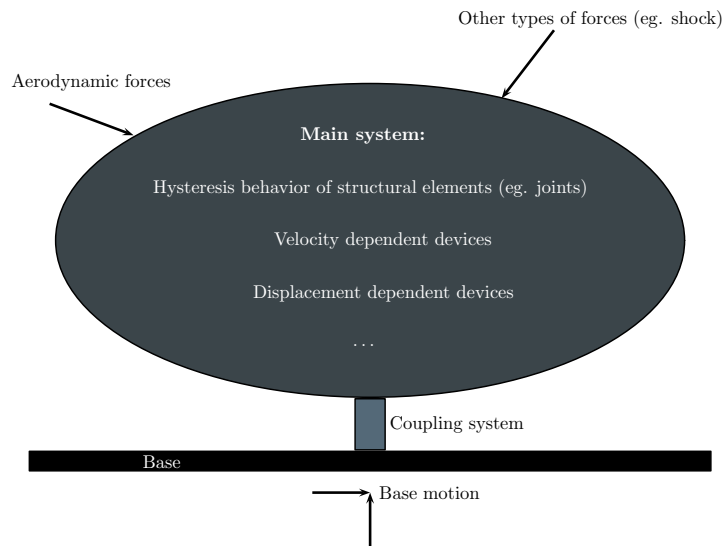 Other types of forces (eg. shock)
Aerodynamic forces
Main system:
Hysteresis behavior of structural elements (eg. joints)
Velocity dependent devices
Displacement dependent devices
...
Coupling system
Base
Base motion